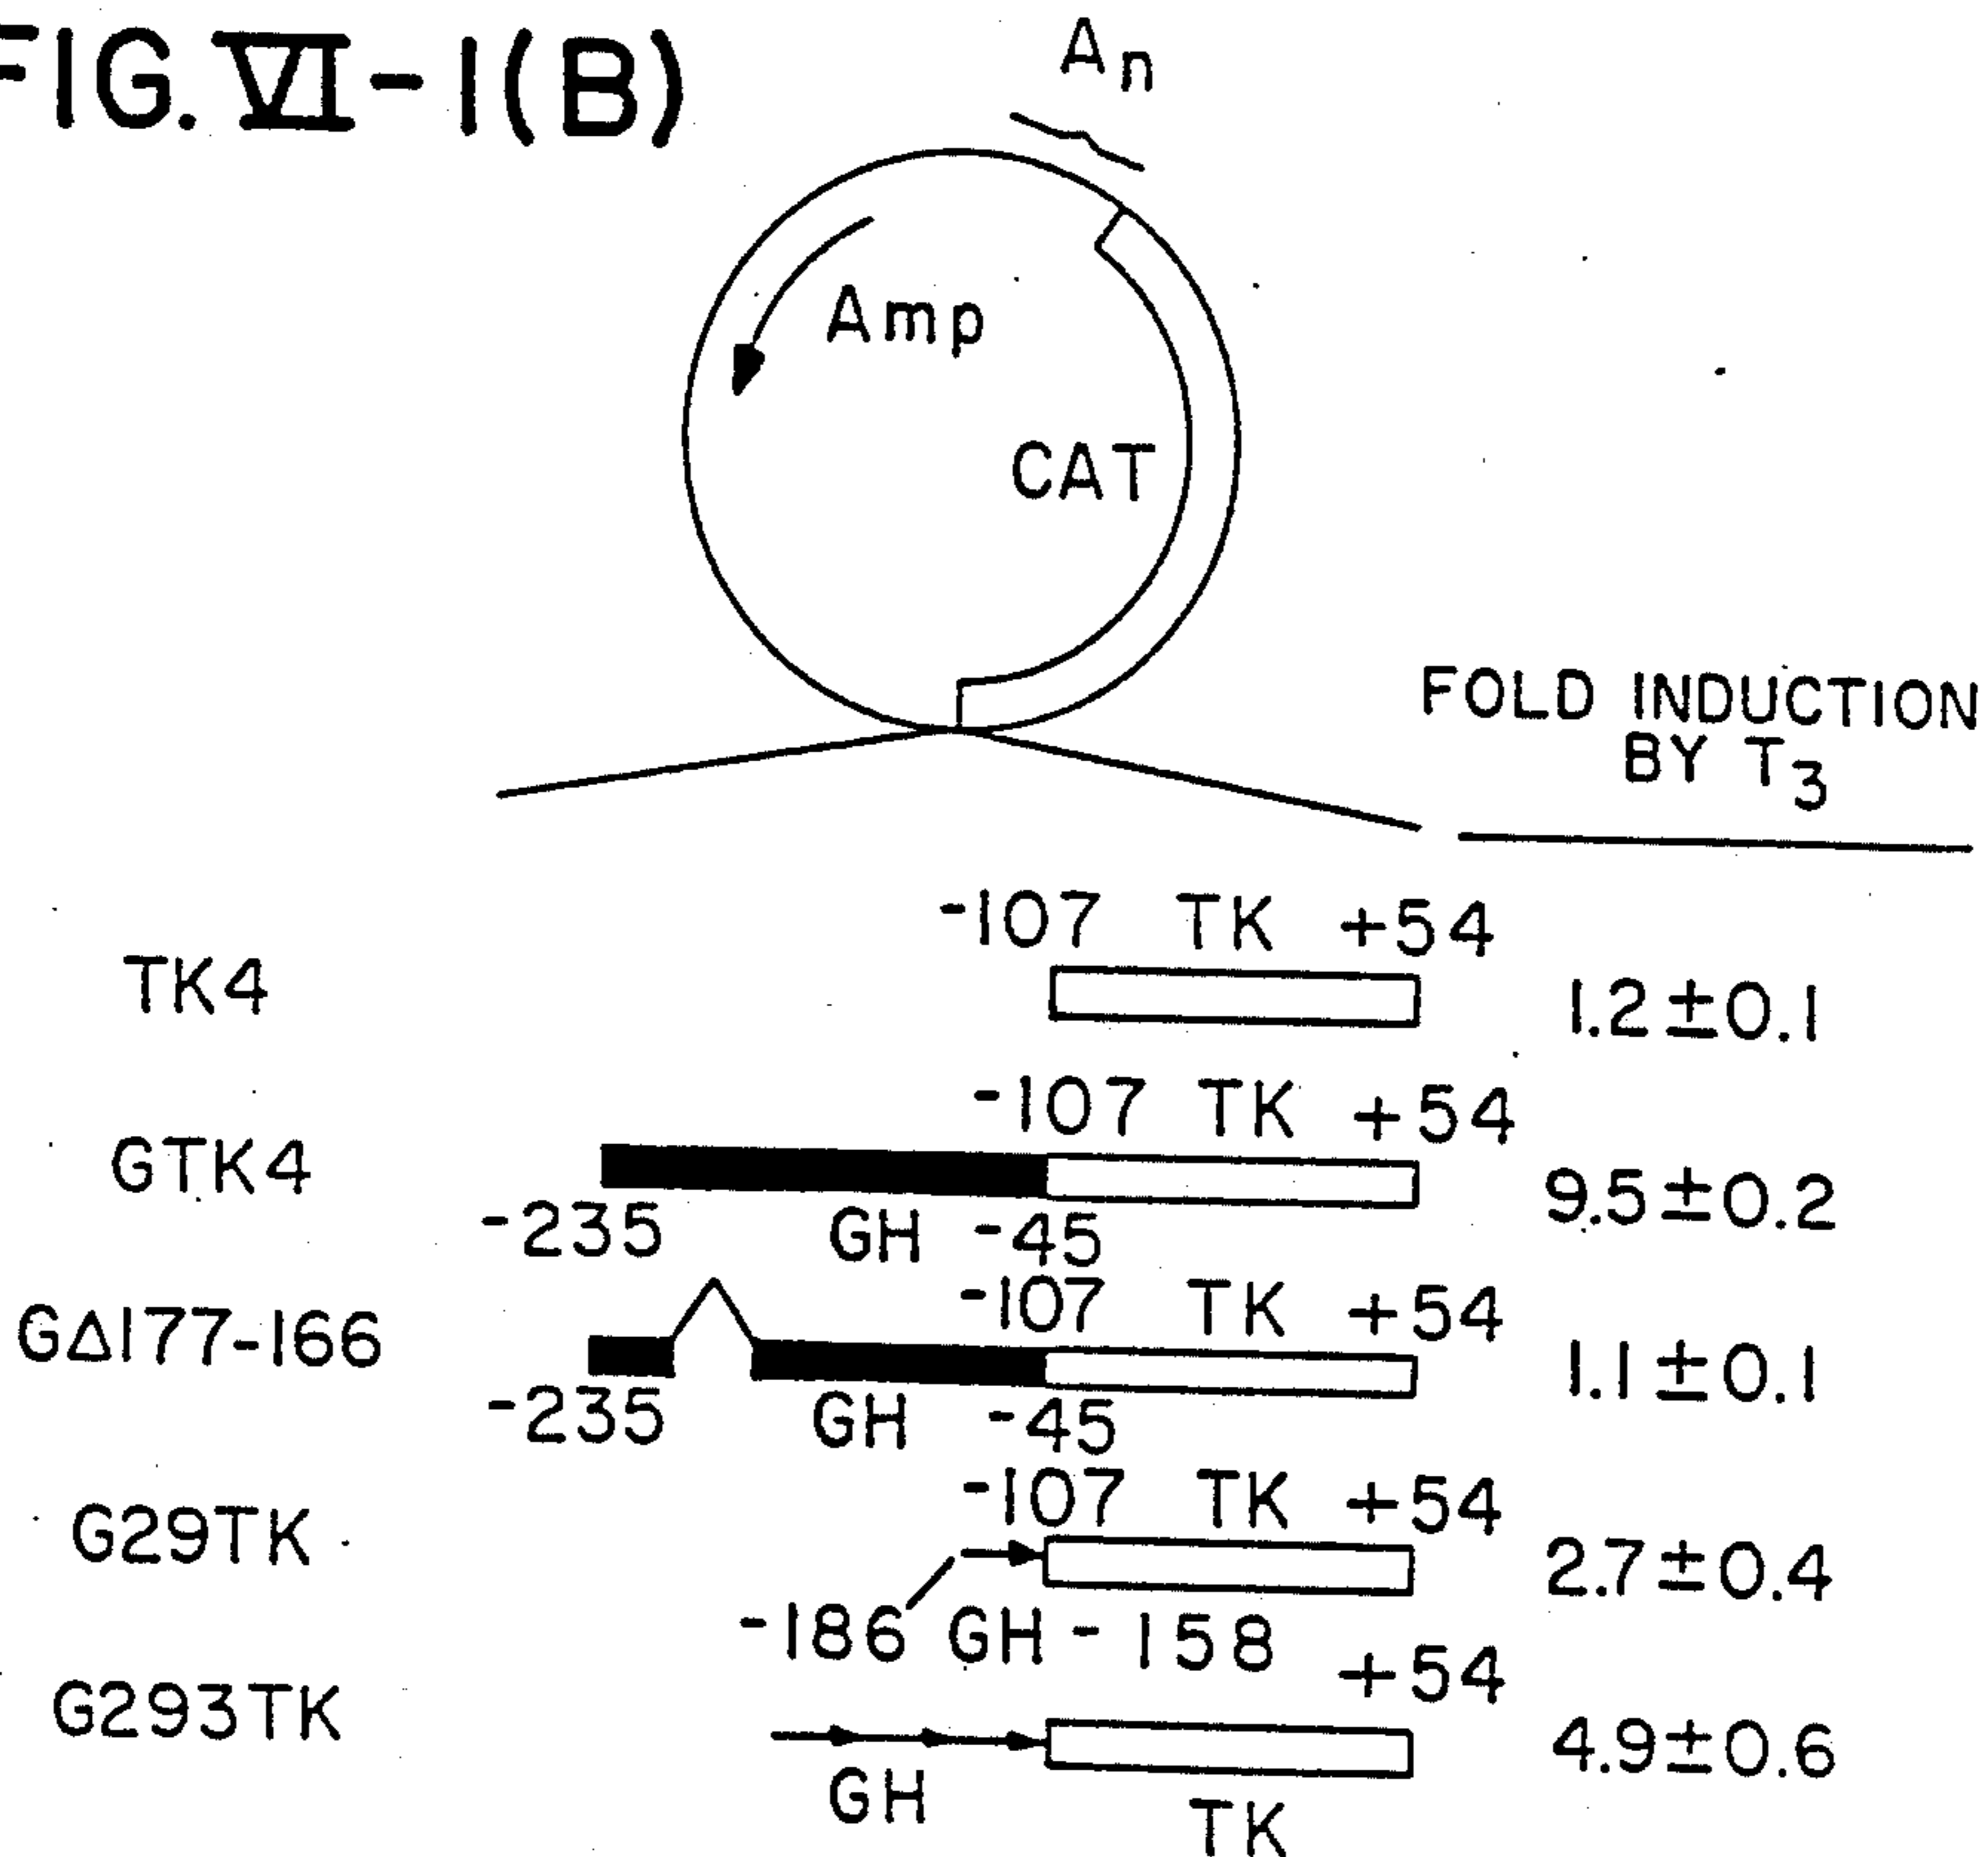 FIG. VI-1(B)
An
Amp
CAT
FOLD INDUCTION
BY T3
-107 TK +54
TK4 1.2±0.1
-107 TK +54
GTK4 9.5±0.2
-235 GH -45
-107 TK +54
GΔ177-166 1.1±0.1
-235 GH -45
-107 TK +54
G29TK 2.7±0.4
-186 GH -158
+54
G293TK 4.9±0.6
GH TK